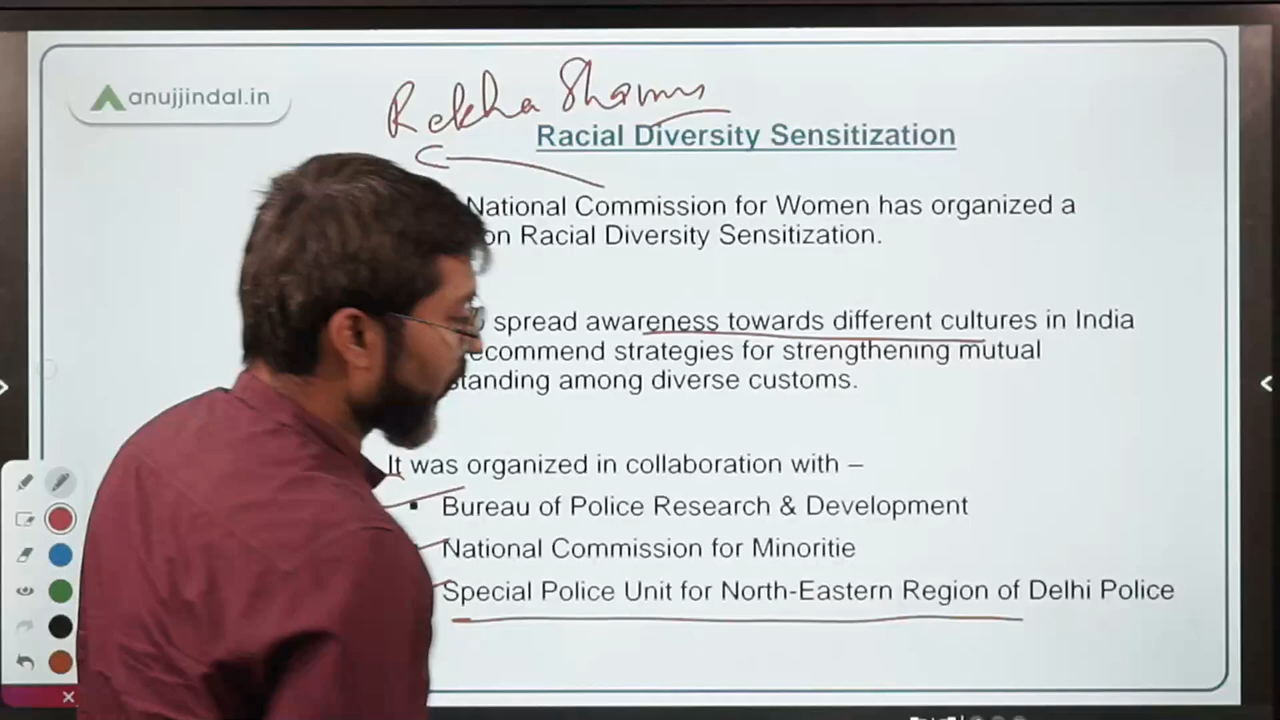 anujjindal.in
Rekha Sharma
Racial Diversity Sensitization
National Commission for Women has organized a
on Racial Diversity Sensitization.
spread awareness towards different cultures in India
ecommend strategies for strengthening mutual
standing among diverse customs.
It was organized in collaboration with –
▪ Bureau of Police Research & Development
National Commission for Minoritie
Special Police Unit for North-Eastern Region of Delhi Police